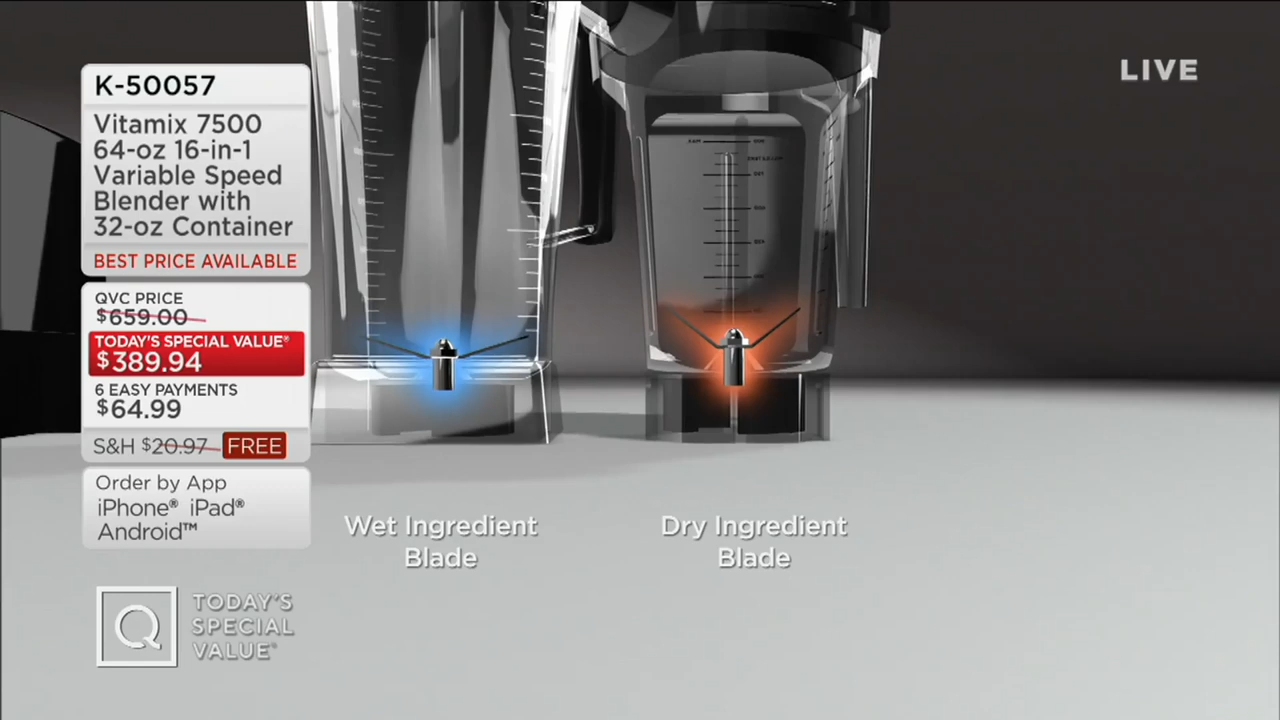 LIVE
K-50057
Vitamix 7500
64-oz 16-in-1
Variable Speed
Blender with
32-oz Container
BEST PRICE AVAILABLE
QVC PRICE
$659.00
TODAY'S SPECIAL VALUE®
$389.94
6 EASY PAYMENTS
$64.99
S&H $20.97 FREE
Order by App
iPhone® iPad®
Android™
Wet Ingredient
Blade
Dry Ingredient
Blade
Q
TODAY'S
SPECIAL
VALUE®